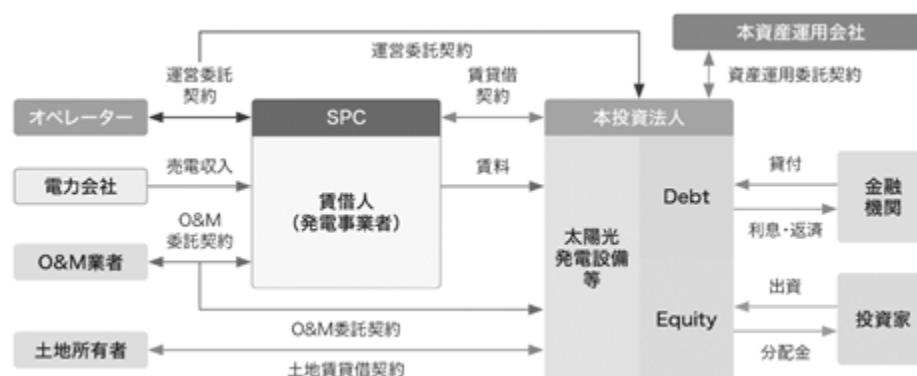 本資産運用会社
運営委託契約
資産運用委託契約
運営委託
契約
賃貸借
契約
オペレーター
SPC
本投資法人
売電収入
賃料
貸付
電力会社
賃借人
（発電事業者）
Debt
金融
機関
O&M
委託契約
利息・返済
太陽光
発電設備
等
O&M業者
出資
Equity
投資家
O&M委託契約
分配金
土地所有者
土地賃貸借契約